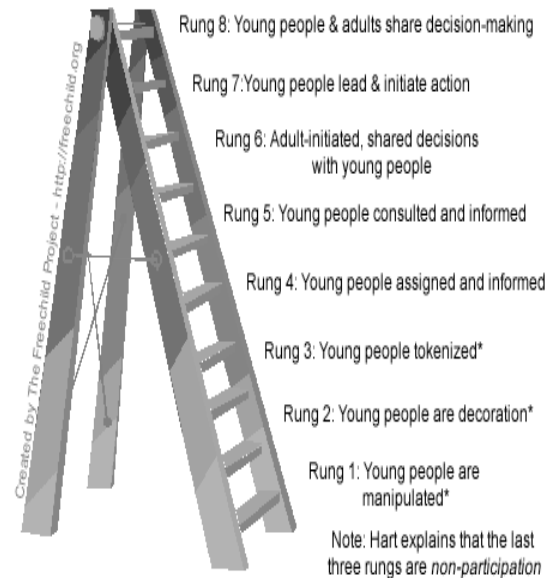 Rung 8: Young people & adults share decision-making
Rung 7:Young people lead & initiate action
Rung 6: Adult-initiated, shared decisions
with young people
Rung 5: Young people consulted and informed
Rung 4: Young people assigned and informed
Rung 3: Young people tokenized*
Rung 2: Young people are decoration*
Rung 1: Young people are
manipulated*
Note: Hart explains that the last
three rungs are non-participation
Created by The Freechild Project - http://freechild.org